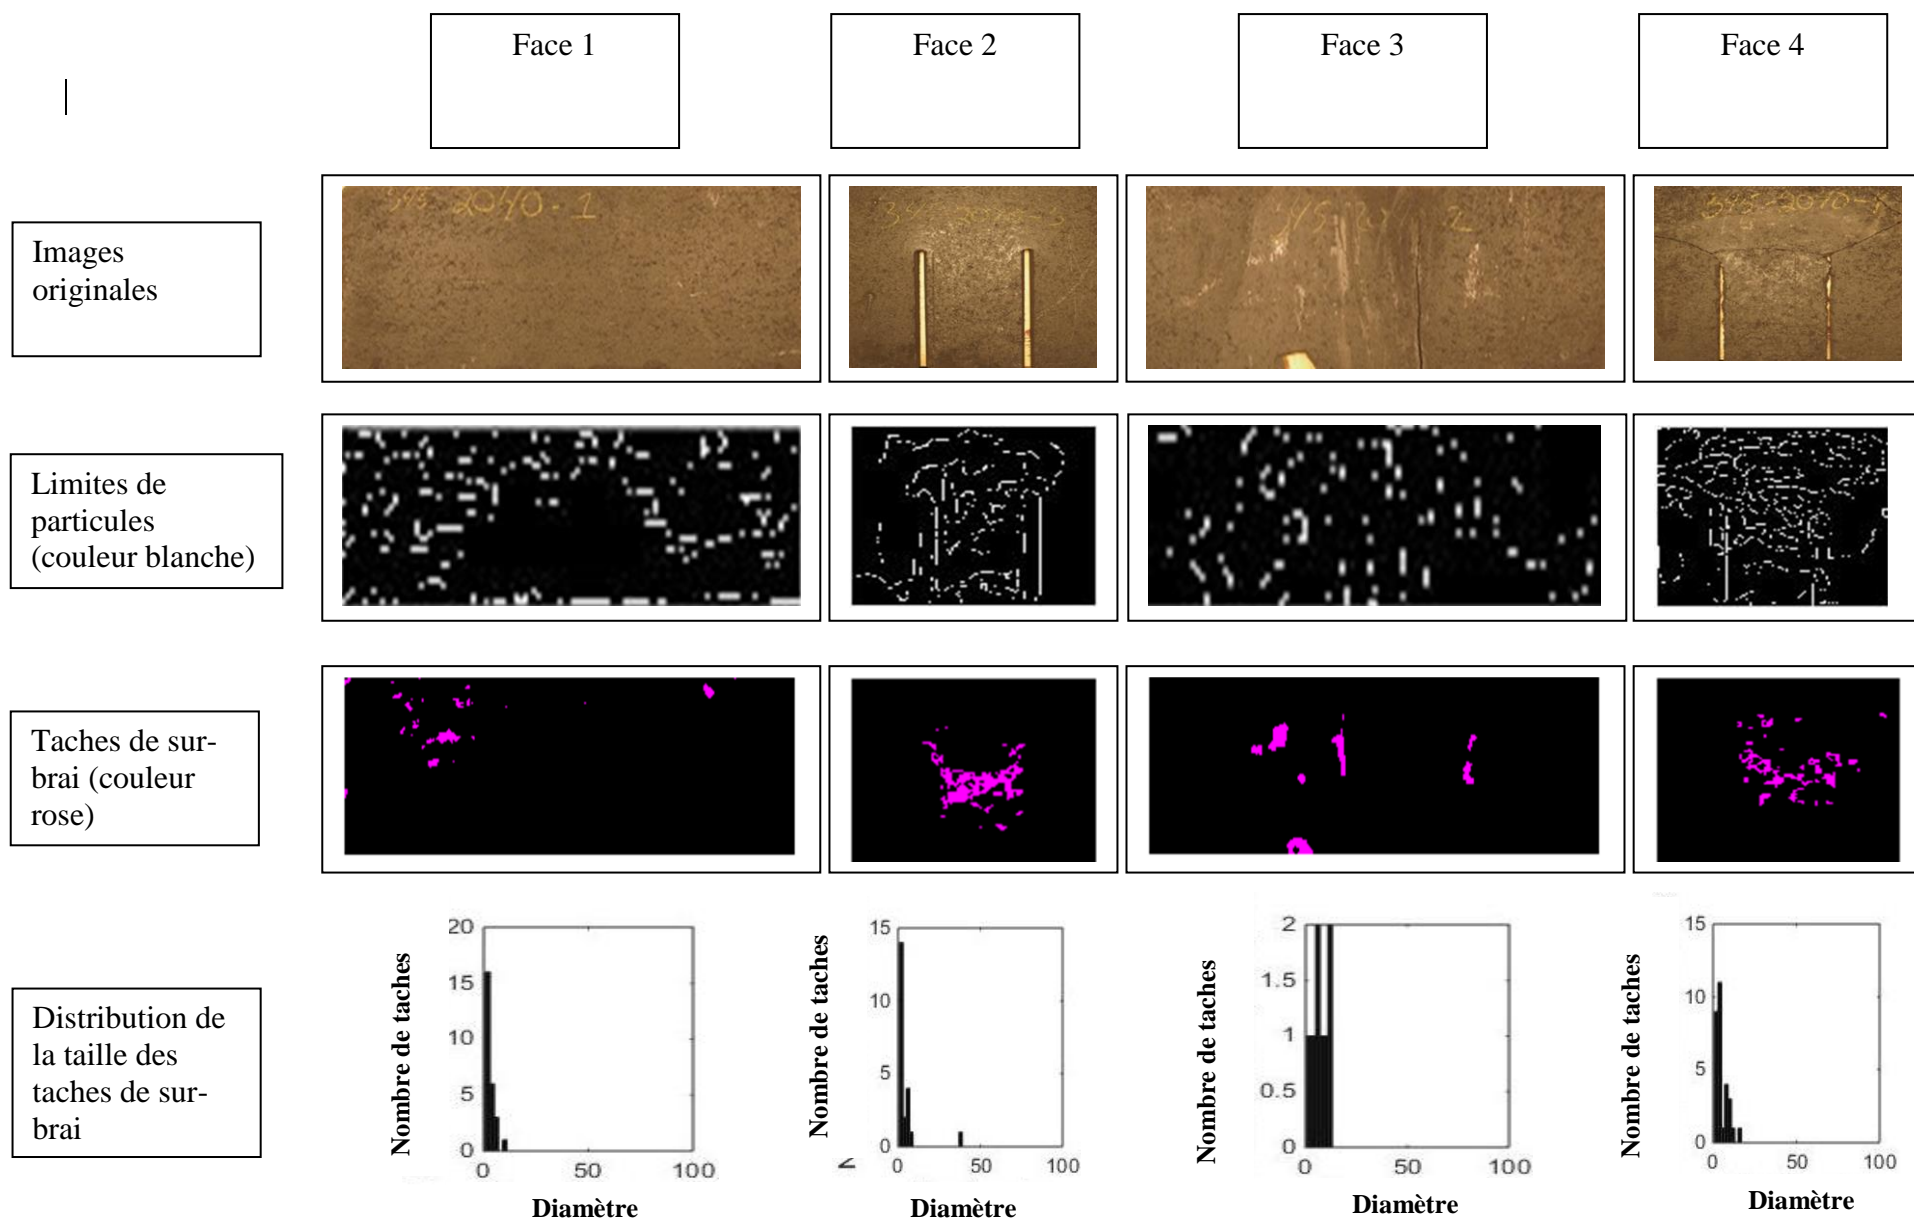 Face 1
Face 2
Face 3
Face 4
Images
originales
Limites de
particules
(couleur blanche)
Taches de sur-
brai (couleur
rose)
Distribution de
la taille des
taches de sur-
brai
Nombre de taches
20
15
10
5
0
0 50 100
Diamètre
Nombre de taches
15
10
5
0
0 50 100
Diamètre
Nombre de taches
2
1.5
1
0.5
0
0 50 100
Diamètre
Nombre de taches
15
10
5
0
0 50 100
Diamètre